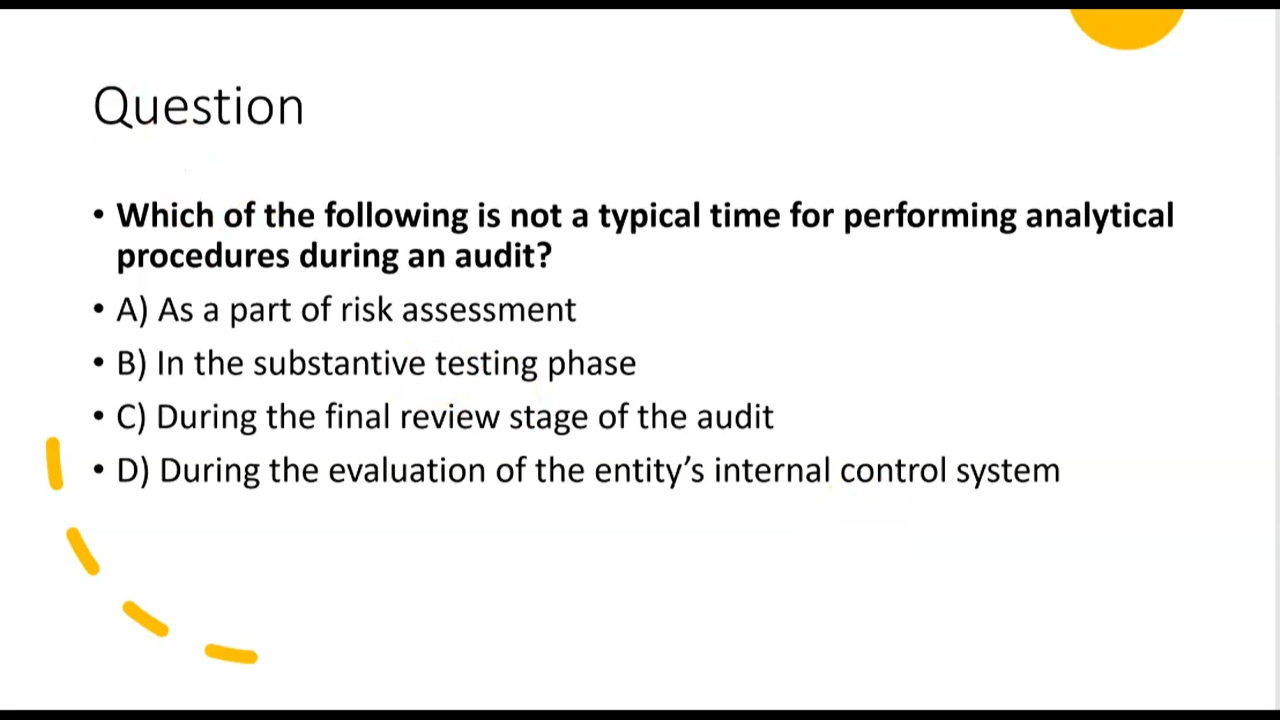 Question
• Which of the following is not a typical time for performing analytical
procedures during an audit?
• A) As a part of risk assessment
• B) In the substantive testing phase
• C) During the final review stage of the audit
• D) During the evaluation of the entity’s internal control system